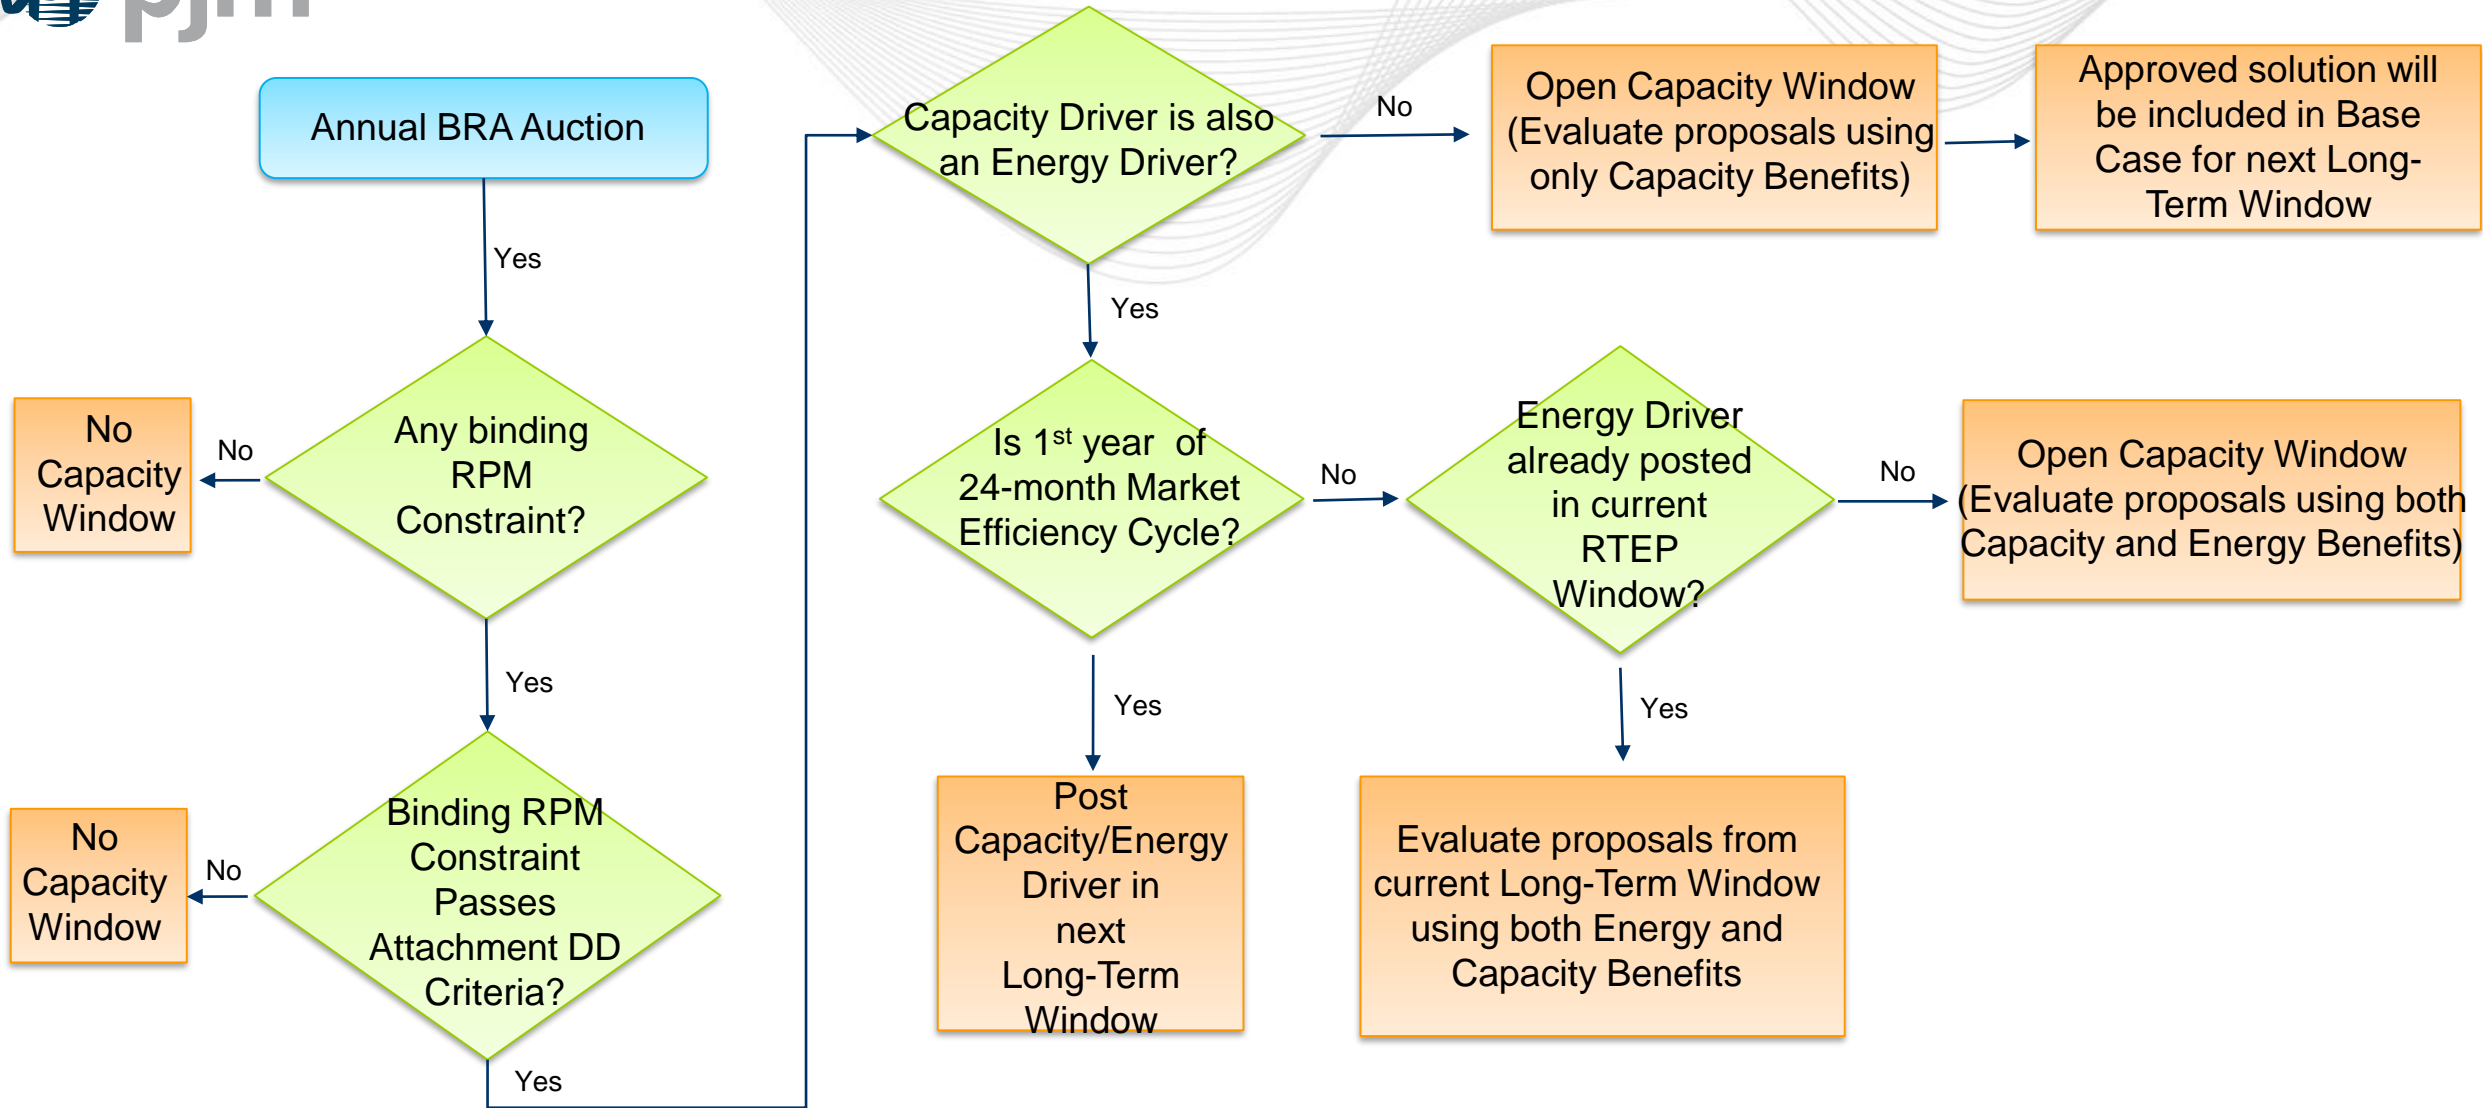 pjm
Annual BRA Auction
Yes
Any binding
RPM
Constraint?
No
No
Capacity
Window
Yes
Binding RPM
Constraint
Passes
Attachment DD
Criteria?
No
No
Capacity
Window
Yes
Capacity Driver is also
an Energy Driver?
No
Open Capacity Window
(Evaluate proposals using
only Capacity Benefits)
Approved solution will
be included in Base
Case for next Long-
Term Window
Yes
Is 1st year of
24-month Market
Efficiency Cycle?
No
Energy Driver
already posted
in current
RTEP
Window?
No
Open Capacity Window
(Evaluate proposals using both
Capacity and Energy Benefits)
Yes
Post
Capacity/Energy
Driver in
next
Long-Term
Window
Yes
Evaluate proposals from
current Long-Term Window
using both Energy and
Capacity Benefits